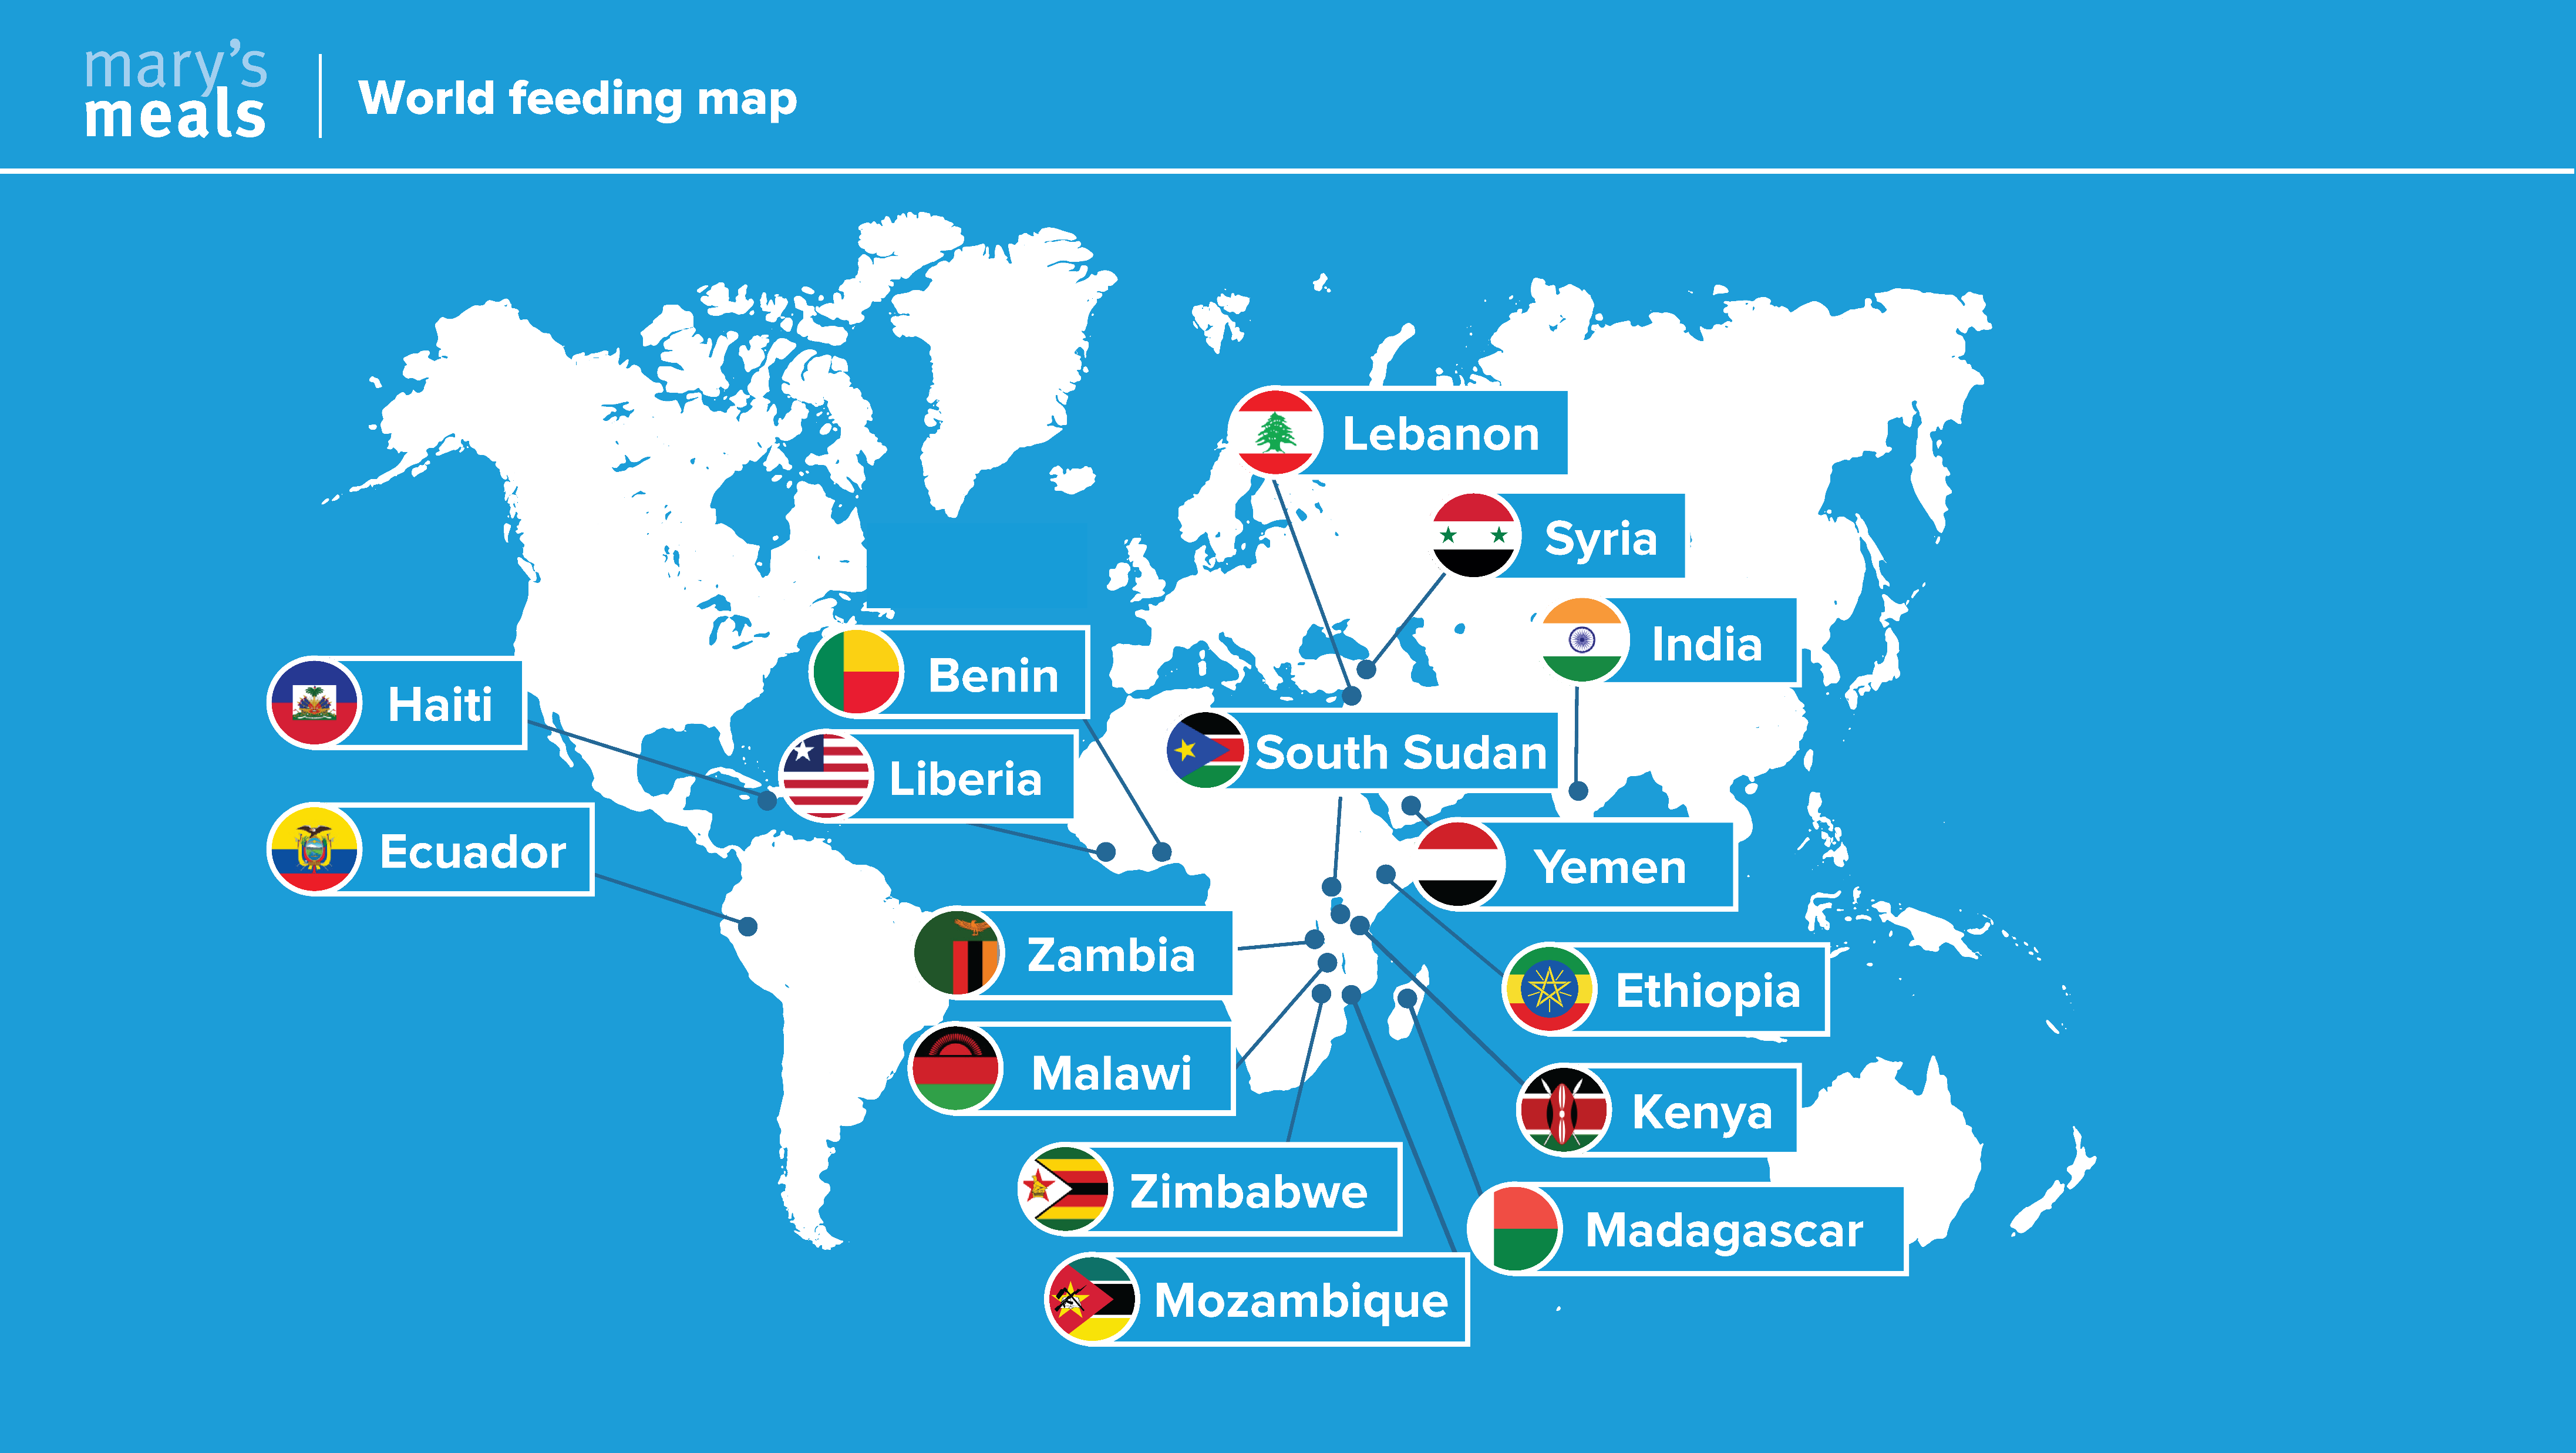 mary's
meals
World feeding map
Lebanon
Syria
India
Benin
Haiti
South Sudan
Liberia
Ecuador
Yemen
Zambia
Ethiopia
Malawi
Kenya
Zimbabwe
Madagascar
Mozambique